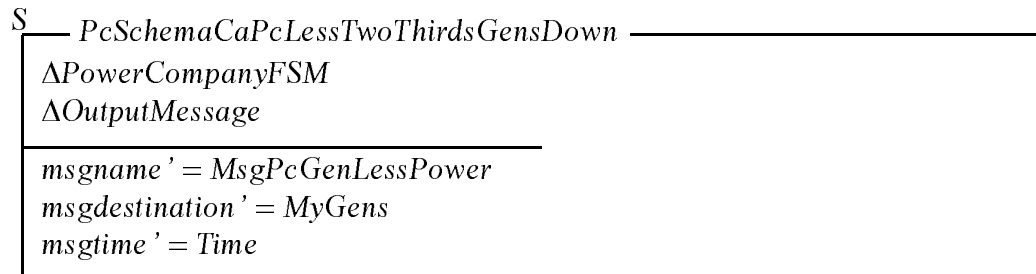 S
PcSchemaCaPcLessTwoThirdsGensDown
ΔPowerCompanyFSM
ΔOutputMessage
msgname’ = MsgPcGenLessPower
msgdestination’ = MyGens
msgtime’ = Time